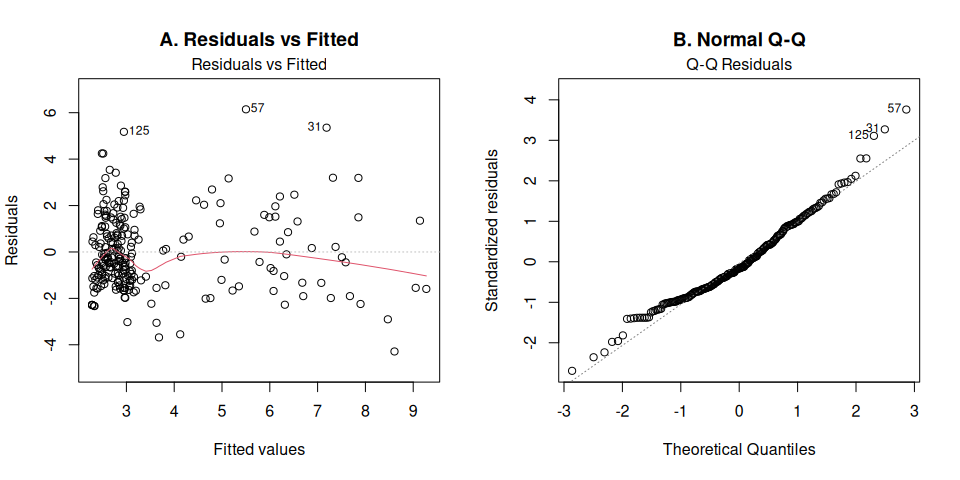 A. Residuals vs Fitted
Residuals vs Fitted
Residuals
6
4
2
0
-2
-4
57
31
125
3 4 5 6 7 8 9
Fitted values
B. Normal Q-Q
Q-Q Residuals
Standardized residuals
4
3
2
1
0
-1
-2
57
31
125
-3 -2 -1 0 1 2 3
Theoretical Quantiles